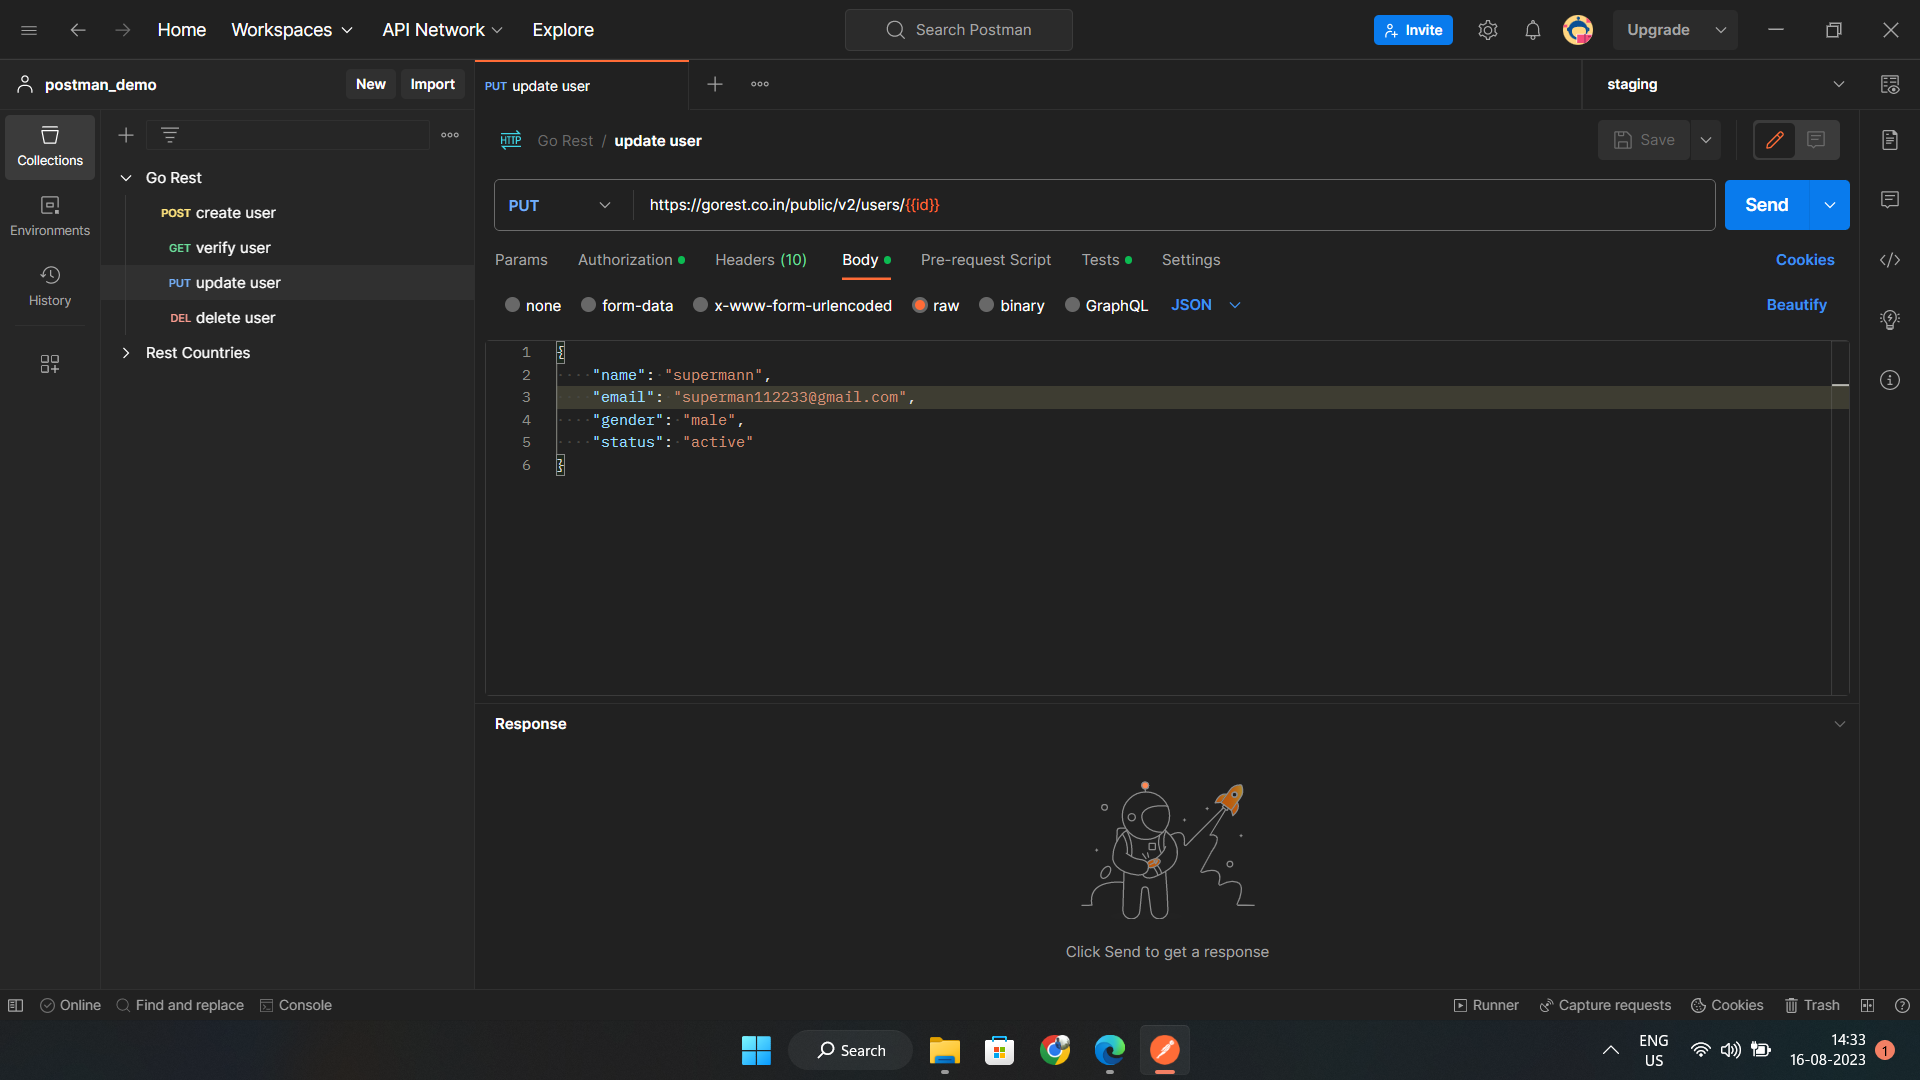 Home Workspaces API Network Explore Search Postman Invite Upgrade
postman_demo New Import PUT update user staging
Collections
Environments
History
Go Rest
POST create user
GET verify user
PUT update user
DEL delete user
Rest Countries
HTTP Go Rest / update user Save
PUT https://gorest.co.in/public/v2/users/{{id}} Send
Params Authorization Headers (10) Body Pre-request Script Tests Settings Cookies
none form-data x-www-form-urlencoded raw binary GraphQL JSON Beautify
1 {
2 "name": "supermann",
3 "email": "superman112233@gmail.com",
4 "gender": "male",
5 "status": "active"
6 }
Response
Click Send to get a response
Online Find and replace Console Runner Capture requests Cookies Trash
Search
ENG
US
14:33
16-08-2023
1